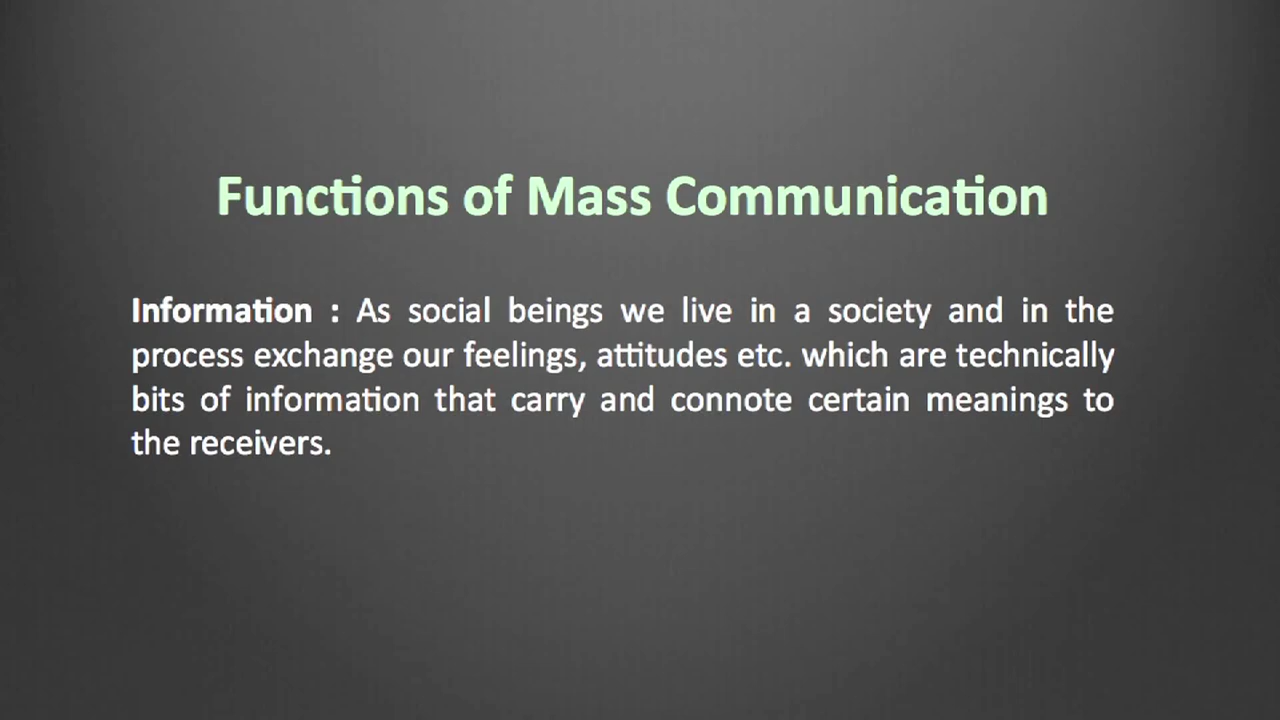 Functions of Mass Communication
Information : As social beings we live in a society and in the
process exchange our feelings, attitudes etc. which are technically
bits of information that carry and connote certain meanings to
the receivers.